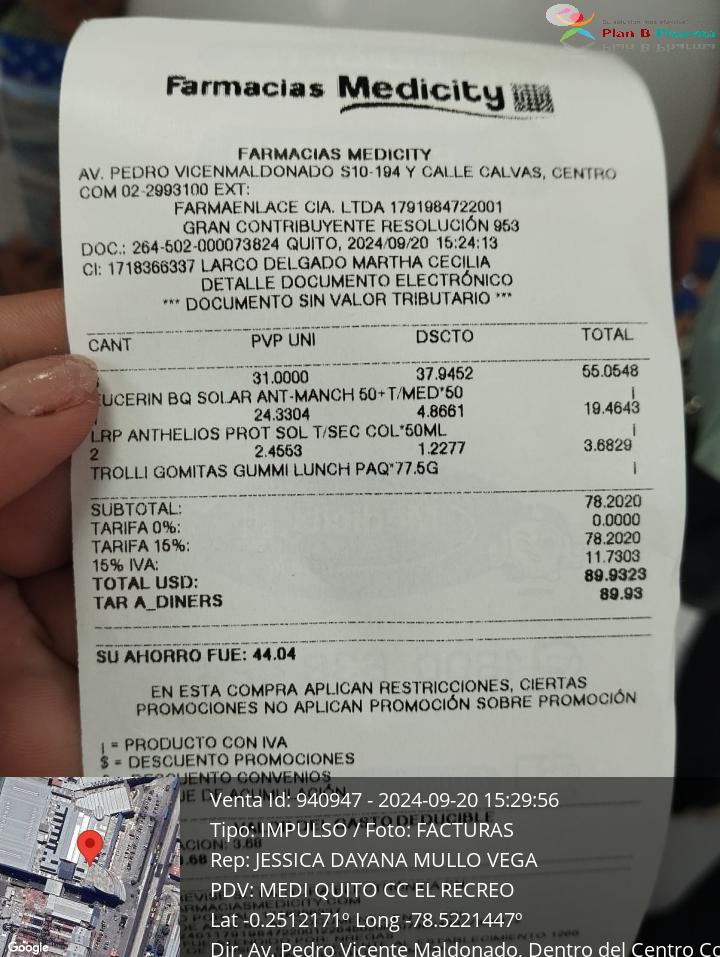 Su solución mas efectiva
Plan B Pharma
Farmacias Medicity
FARMACIAS MEDICITY
AV. PEDRO VICENMALDONADO S10-194 Y CALLE CALVAS, CENTRO
COM 02-2993100 EXT:
FARMAENLACE CIA. LTDA 1791984722001
GRAN CONTRIBUYENTE RESOLUCIÓN 953
DOC.: 264-502-000073824 QUITO, 2024/09/20 15:24:13
CI: 1718366337 LARCO DELGADO MARTHA CECILIA
DETALLE DOCUMENTO ELECTRÓNICO
*** DOCUMENTO SIN VALOR TRIBUTARIO ***
CANT PVP UNI DSCTO TOTAL
31.0000 37.9452 55.0548
EUCERIN BQ SOLAR ANT-MANCH 50+T/MED*50 |
24.3304 4.8661 19.4643
LRP ANTHELIOS PROT SOL T/SEC COL*50ML |
2 2.4553 1.2277 3.6829
TROLLI GOMITAS GUMMI LUNCH PAQ*77.5G |
SUBTOTAL: 78.2020
TARIFA 0%: 0.0000
TARIFA 15%: 78.2020
15% IVA: 11.7303
TOTAL USD: 89.9323
TAR A_DINERS 89.93
SU AHORRO FUE: 44.04
EN ESTA COMPRA APLICAN RESTRICCIONES, CIERTAS
PROMOCIONES NO APLICAN PROMOCIÓN SOBRE PROMOCIÓN
| = PRODUCTO CON IVA
$ = DESCUENTO PROMOCIONES
CONVENIOS
DEDUCIBLE
3.68
Venta Id: 940947 - 2024-09-20 15:29:56
Tipo: IMPULSO / Foto: FACTURAS
Rep: JESSICA DAYANA MULLO VEGA
PDV: MEDI QUITO CC EL RECREO
Lat -0.2512171º Long -78.5221447º
Dir. Av. Pedro Vicente Maldonado, Dentro del Centro Co
Google